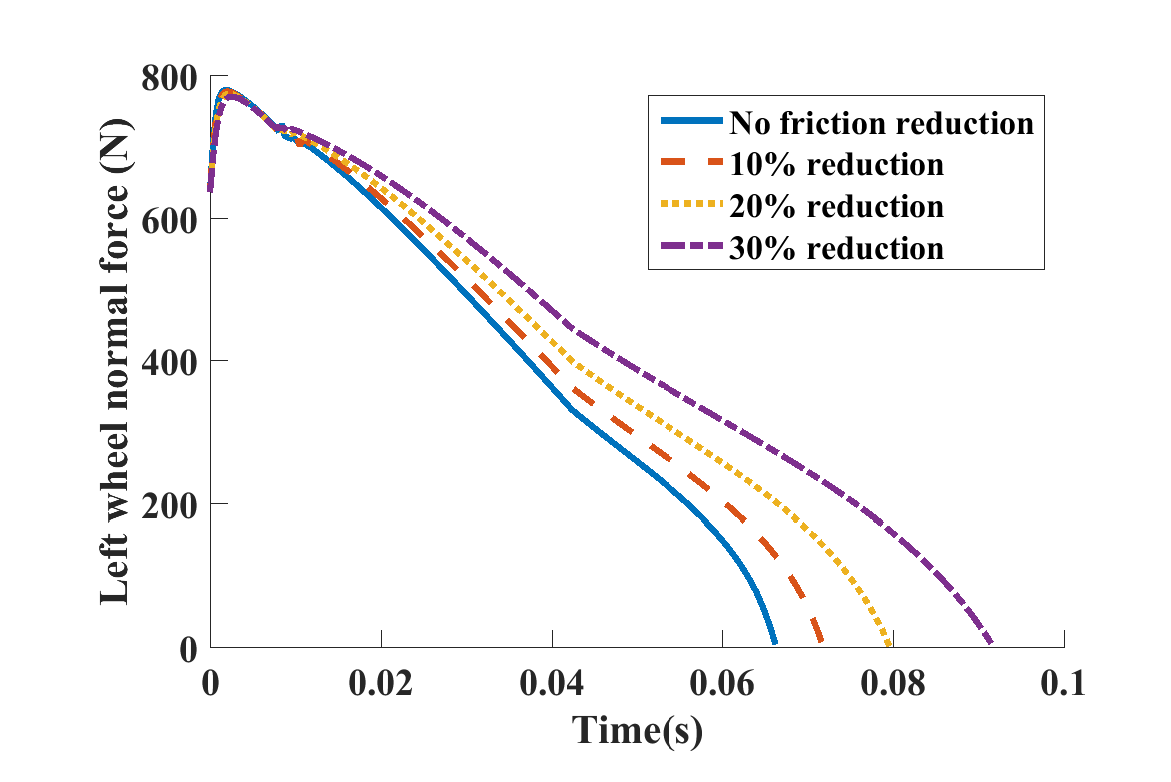 Left wheel normal force (N)
800
600
400
200
0
0
0.02
0.04
0.06
0.08
0.1
Time(s)
No friction reduction
10% reduction
20% reduction
30% reduction